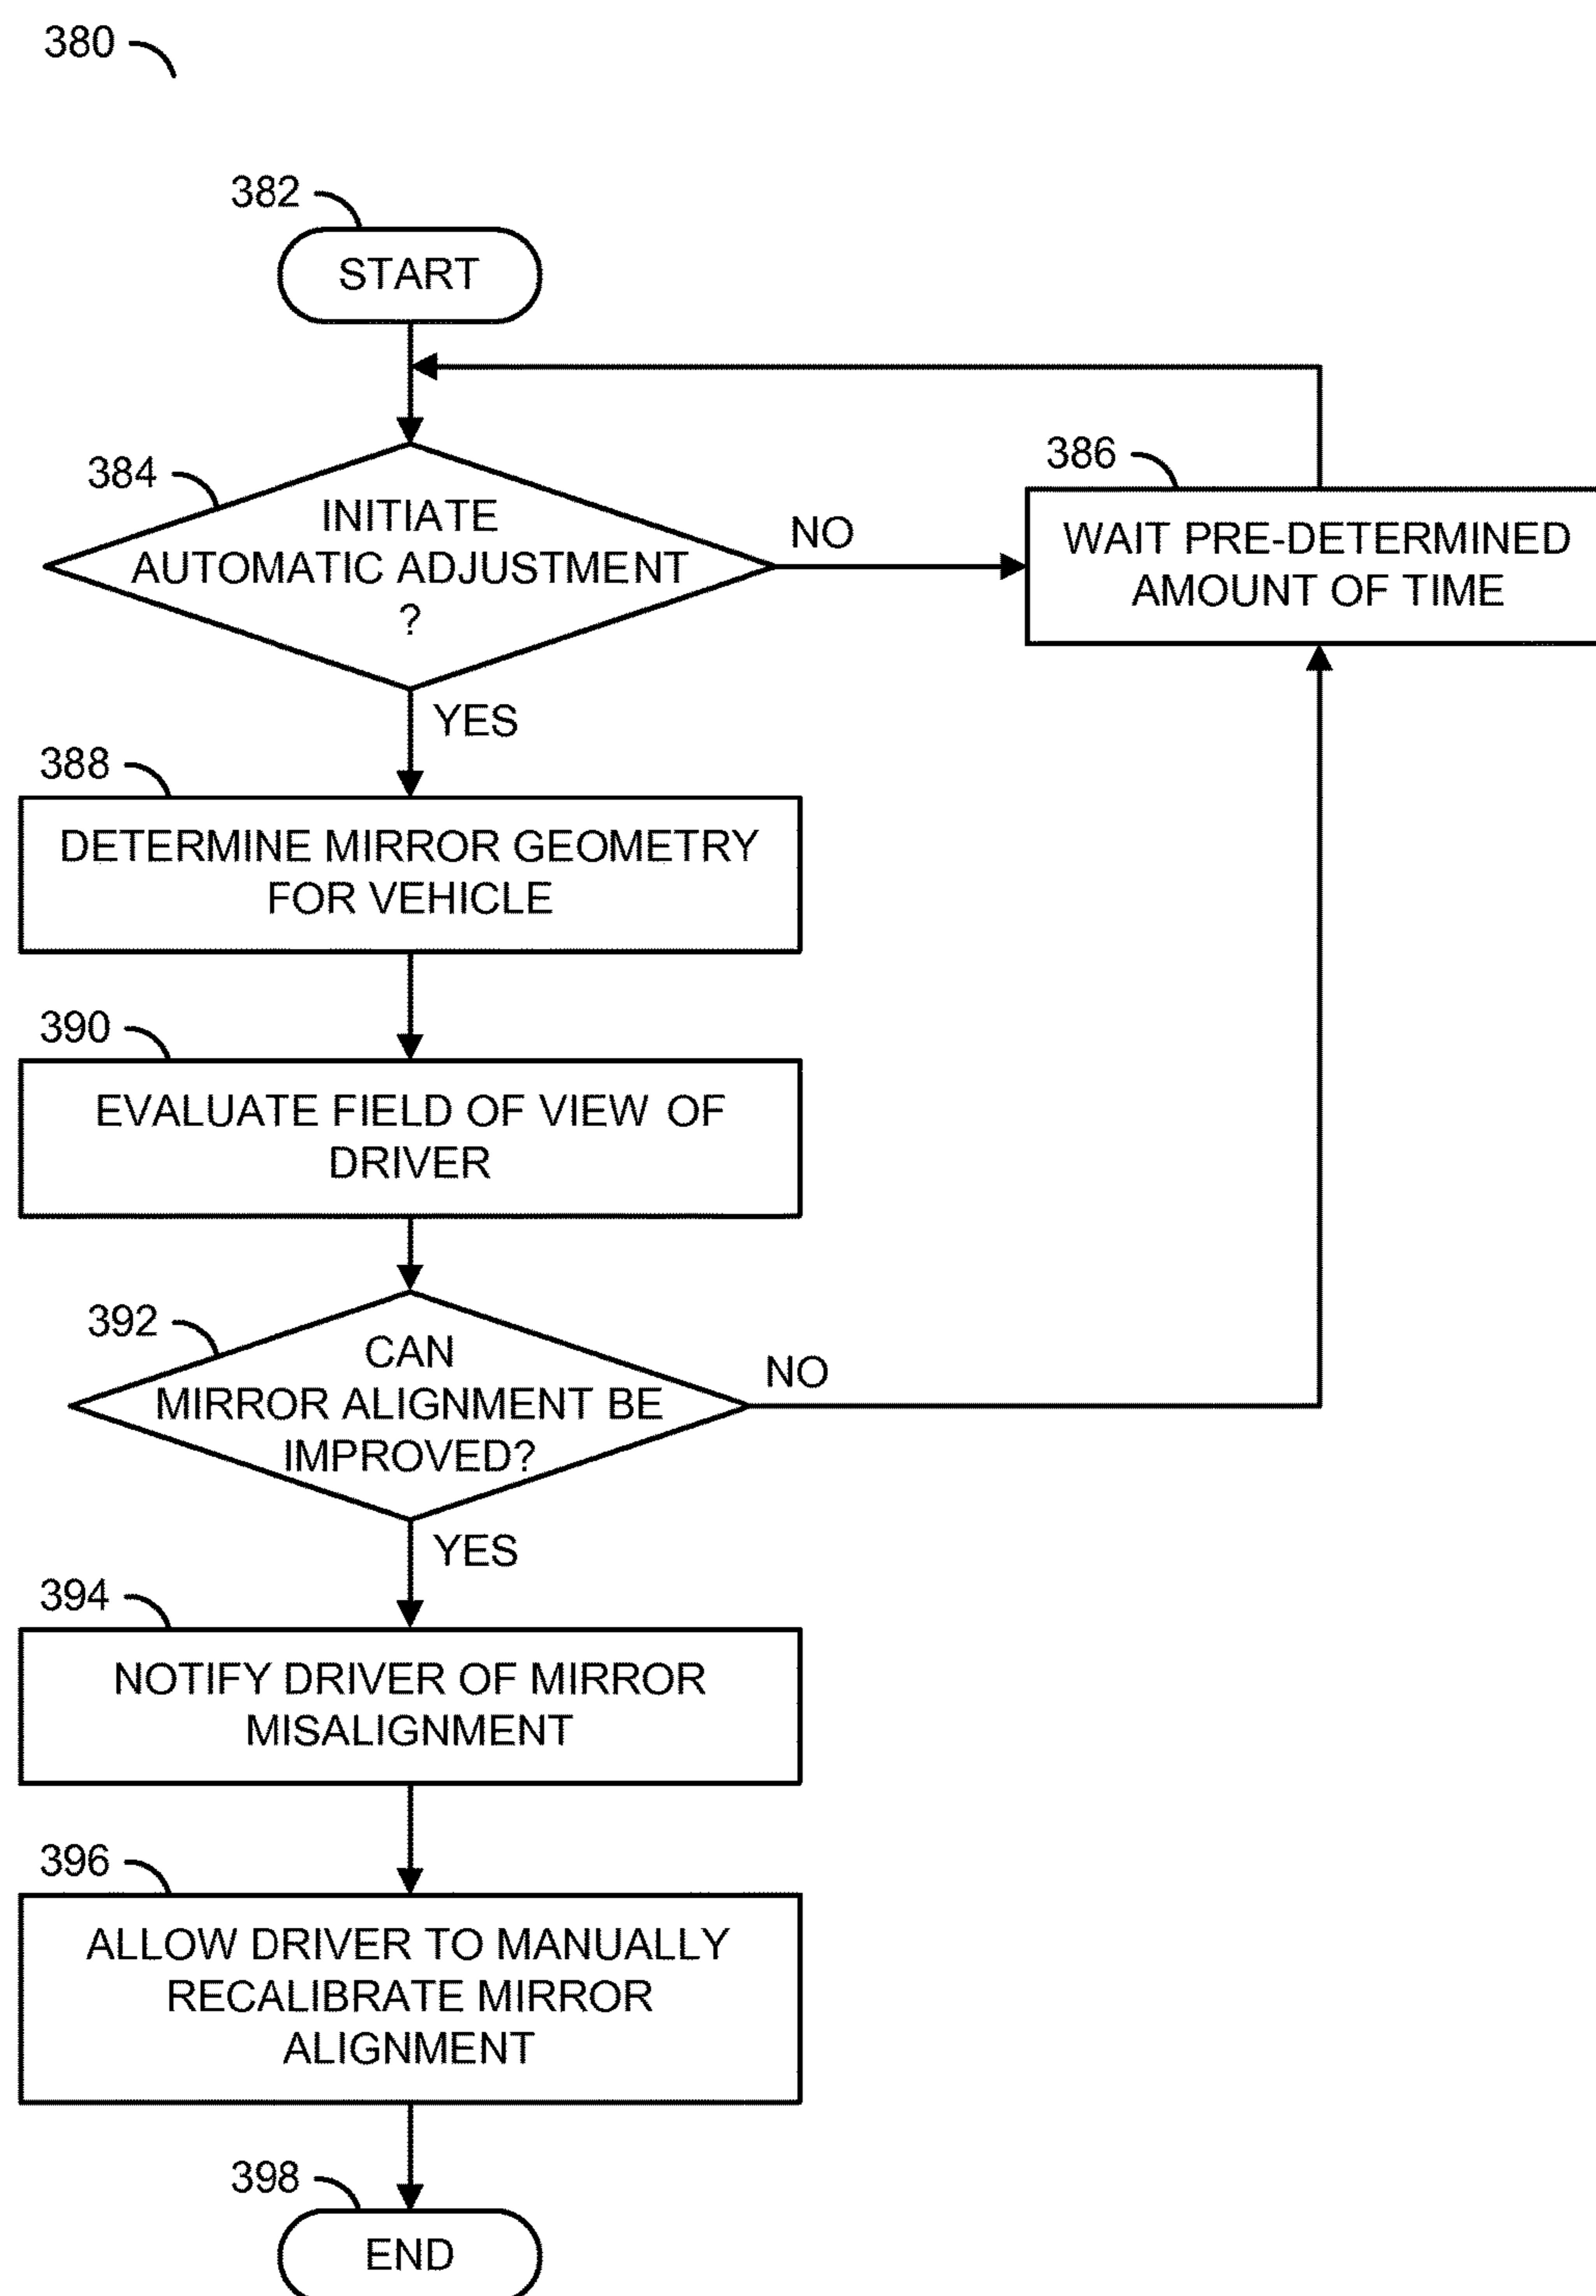 380
382
START
384
INITIATE
AUTOMATIC ADJUSTMENT
?
NO
386
WAIT PRE-DETERMINED
AMOUNT OF TIME
YES
388
DETERMINE MIRROR GEOMETRY
FOR VEHICLE
390
EVALUATE FIELD OF VIEW OF
DRIVER
392
CAN
MIRROR ALIGNMENT BE
IMPROVED?
NO
YES
394
NOTIFY DRIVER OF MIRROR
MISALIGNMENT
396
ALLOW DRIVER TO MANUALLY
RECALIBRATE MIRROR
ALIGNMENT
398
END